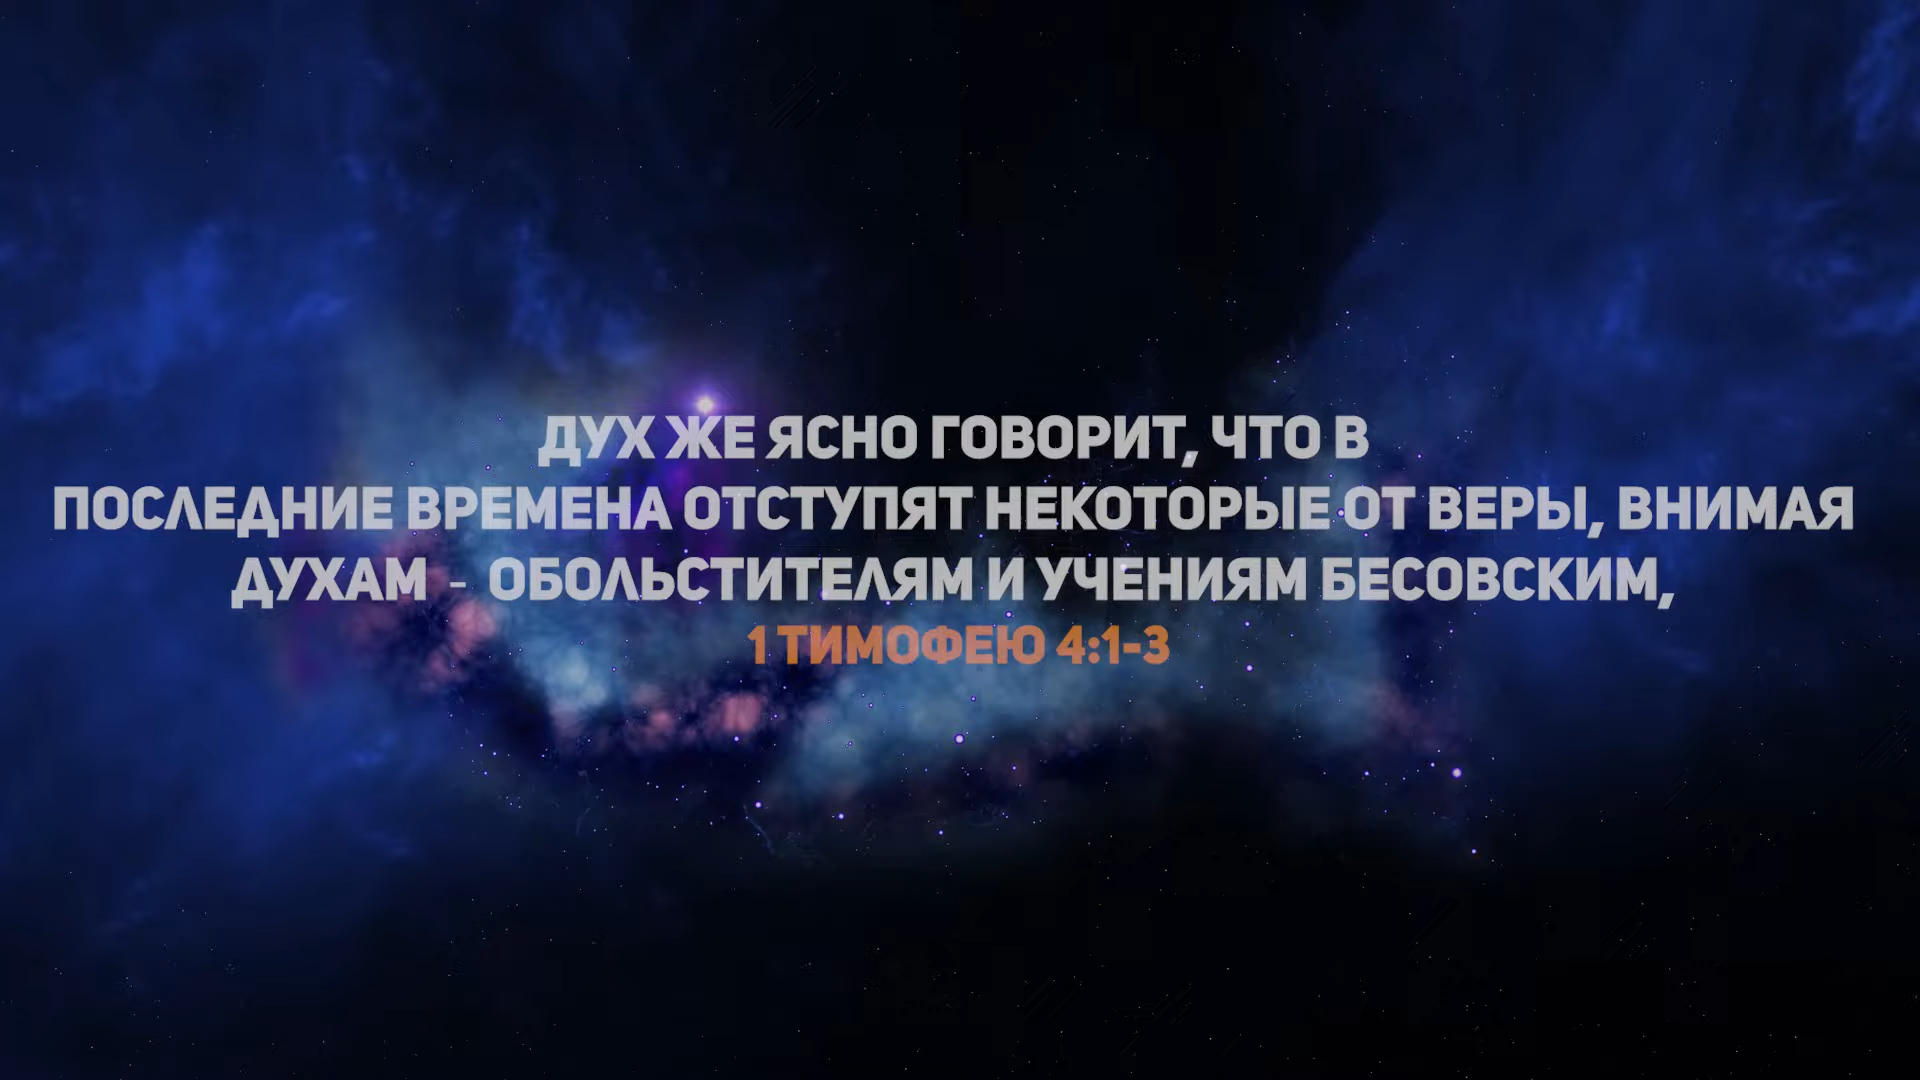 ДУХ ЖЕ ЯСНО ГОВОРИТ, ЧТО В
ПОСЛЕДНИЕ ВРЕМЕНА ОТСТУПЯТ НЕКОТОРЫЕ ОТ ВЕРЫ, ВНИМАЯ
ДУХАМ - ОБОЛЬСТИТЕЛЯМ И УЧЕНИЯМ БЕСОВСКИМ,
1 ТИМОФЕЮ 4:1-3